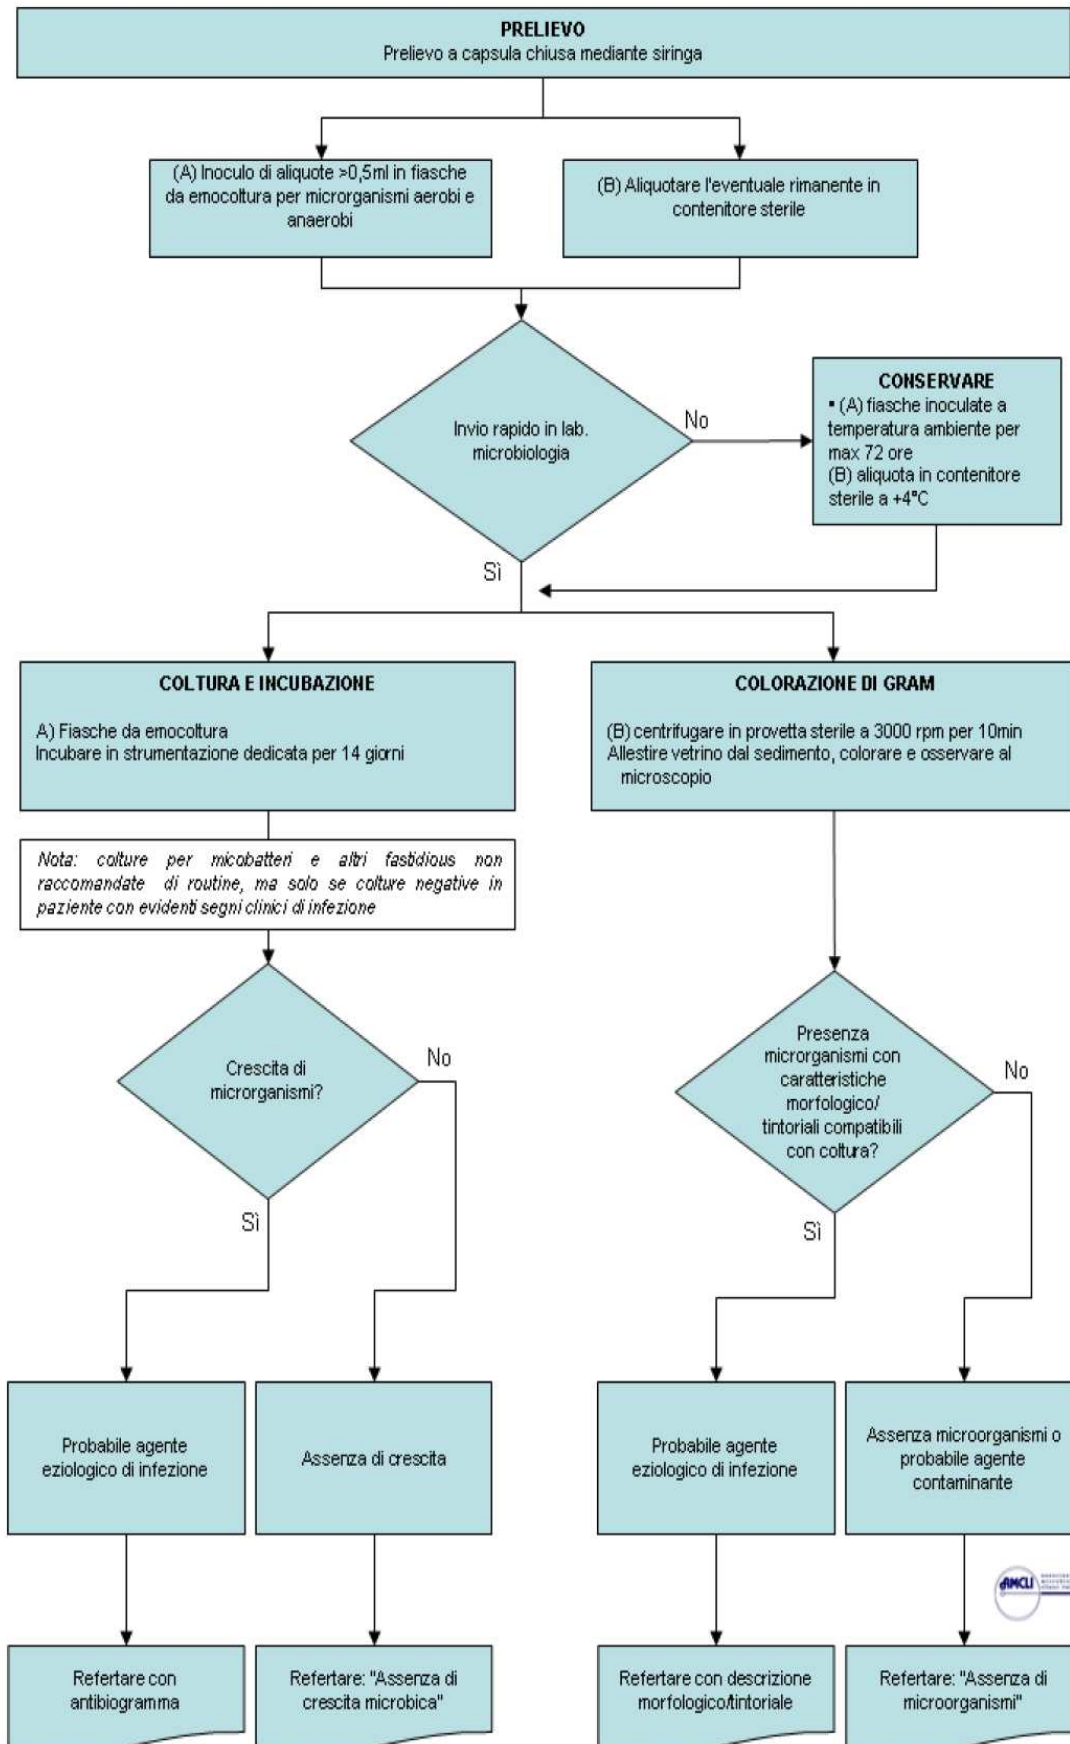 PRELIEVO
Prelievo a capsula chiusa mediante siringa
(A) Inoculo di aliquote >0,5ml in fiasche
da emocoltura per microrganismi aerobi e
anaerobi
(B) Aliquotare l'eventuale rimanente in
contenitore sterile
Invio rapido in lab.
microbiologia
No
CONSERVARE
▪ (A) fiasche inoculate a
temperatura ambiente per
max 72 ore
(B) aliquota in contenitore
sterile a +4°C
Sì
COLTURA E INCUBAZIONE
A) Fiasche da emocoltura
Incubare in strumentazione dedicata per 14 giorni
COLORAZIONE DI GRAM
(B) centrifugare in provetta sterile a 3000 rpm per 10min
Allestire vetrino dal sedimento, colorare e osservare al
microscopio
Nota: colture per micobatteri e altri fastidious non
raccomandate di routine, ma solo se colture negative in
paziente con evidenti segni clinici di infezione
Crescita di
microrganismi?
No
Sì
Presenza
microrganismi con
caratteristiche
morfologico/
tintoriali compatibili
con coltura?
No
Sì
Probabile agente
eziologico di infezione
Assenza di crescita
Probabile agente
eziologico di infezione
Assenza microorganismi o
probabile agente
contaminante
AMCLI
Refertare con
antibiogramma
Refertare: "Assenza di
crescita microbica"
Refertare con descrizione
morfologico/tintoriale
Refertare: "Assenza di
microorganismi"